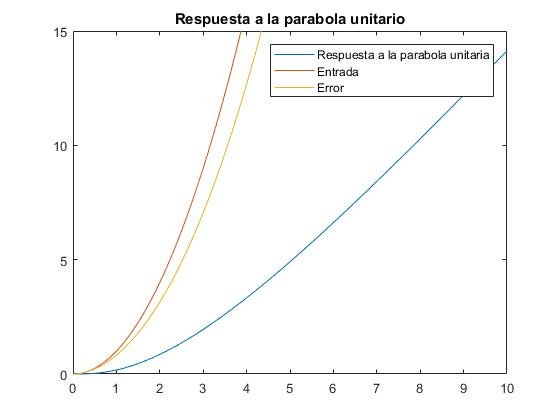 Respuesta a la parabola unitario
15
10
5
0
Respuesta a la parabola unitaria
Entrada
Error
0 1 2 3 4 5 6 7 8 9 10